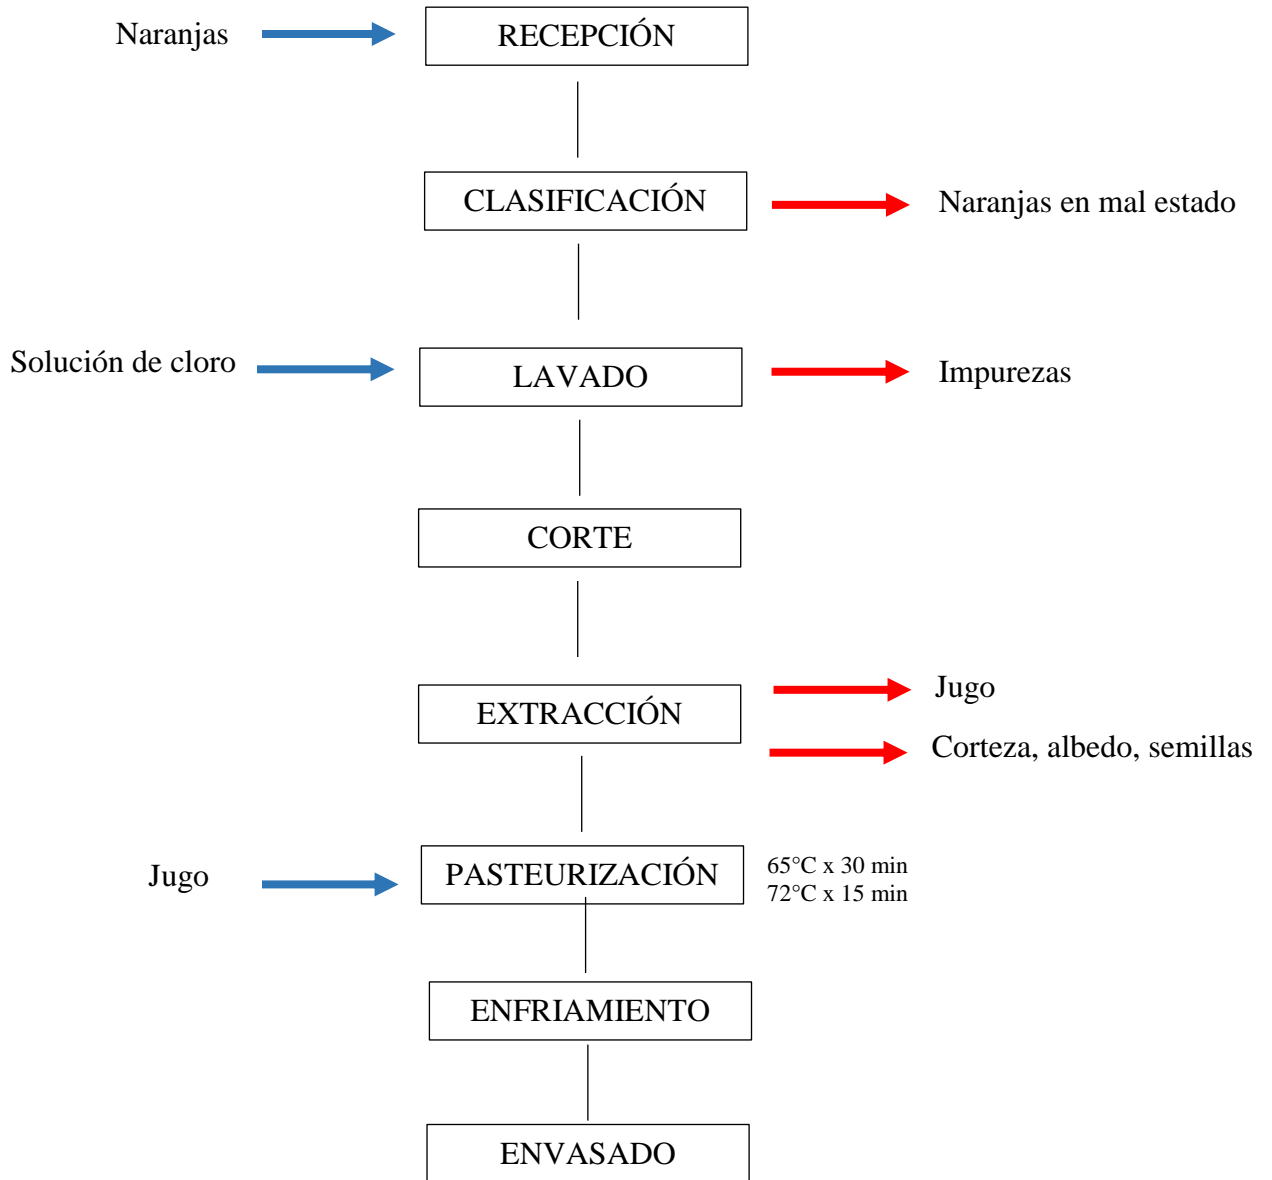 Naranjas
RECEPCIÓN
CLASIFICACIÓN
Naranjas en mal estado
Solución de cloro
LAVADO
Impurezas
CORTE
EXTRACCIÓN
Jugo
Corteza, albedo, semillas
Jugo
PASTEURIZACIÓN
65°C x 30 min
72°C x 15 min
ENFRIAMIENTO
ENVASADO